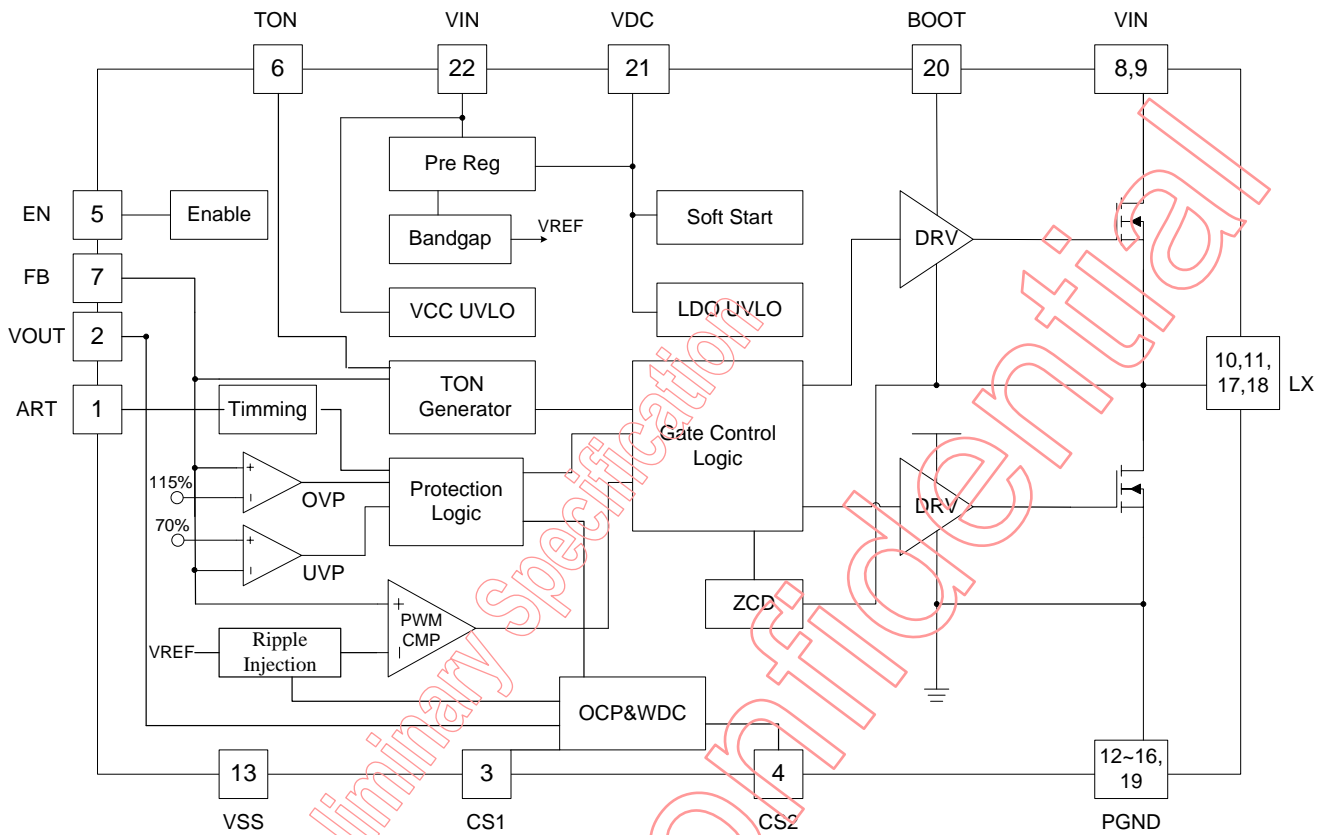 TON
VIN
VDC
BOOT
VIN
6
22
21
20
8,9
Pre Reg
EN
5
Enable
Soft Start
Bandgap
VREF
DRV
FB
7
VCC UVLO
LDO UVLO
VOUT
2
10,11,
17,18
LX
TON
Generator
ART
1
Timming
Gate Control
Logic
115%
+
-
OVP
Protection
Logic
70%
+
-
UVP
DRV
ZCD
+
PWM
CMP
-
VREF
Ripple
Injection
OCP&WDC
13
3
4
12~16,
19
VSS
CS1
CS2
PGND
liminary Specification
onfidential